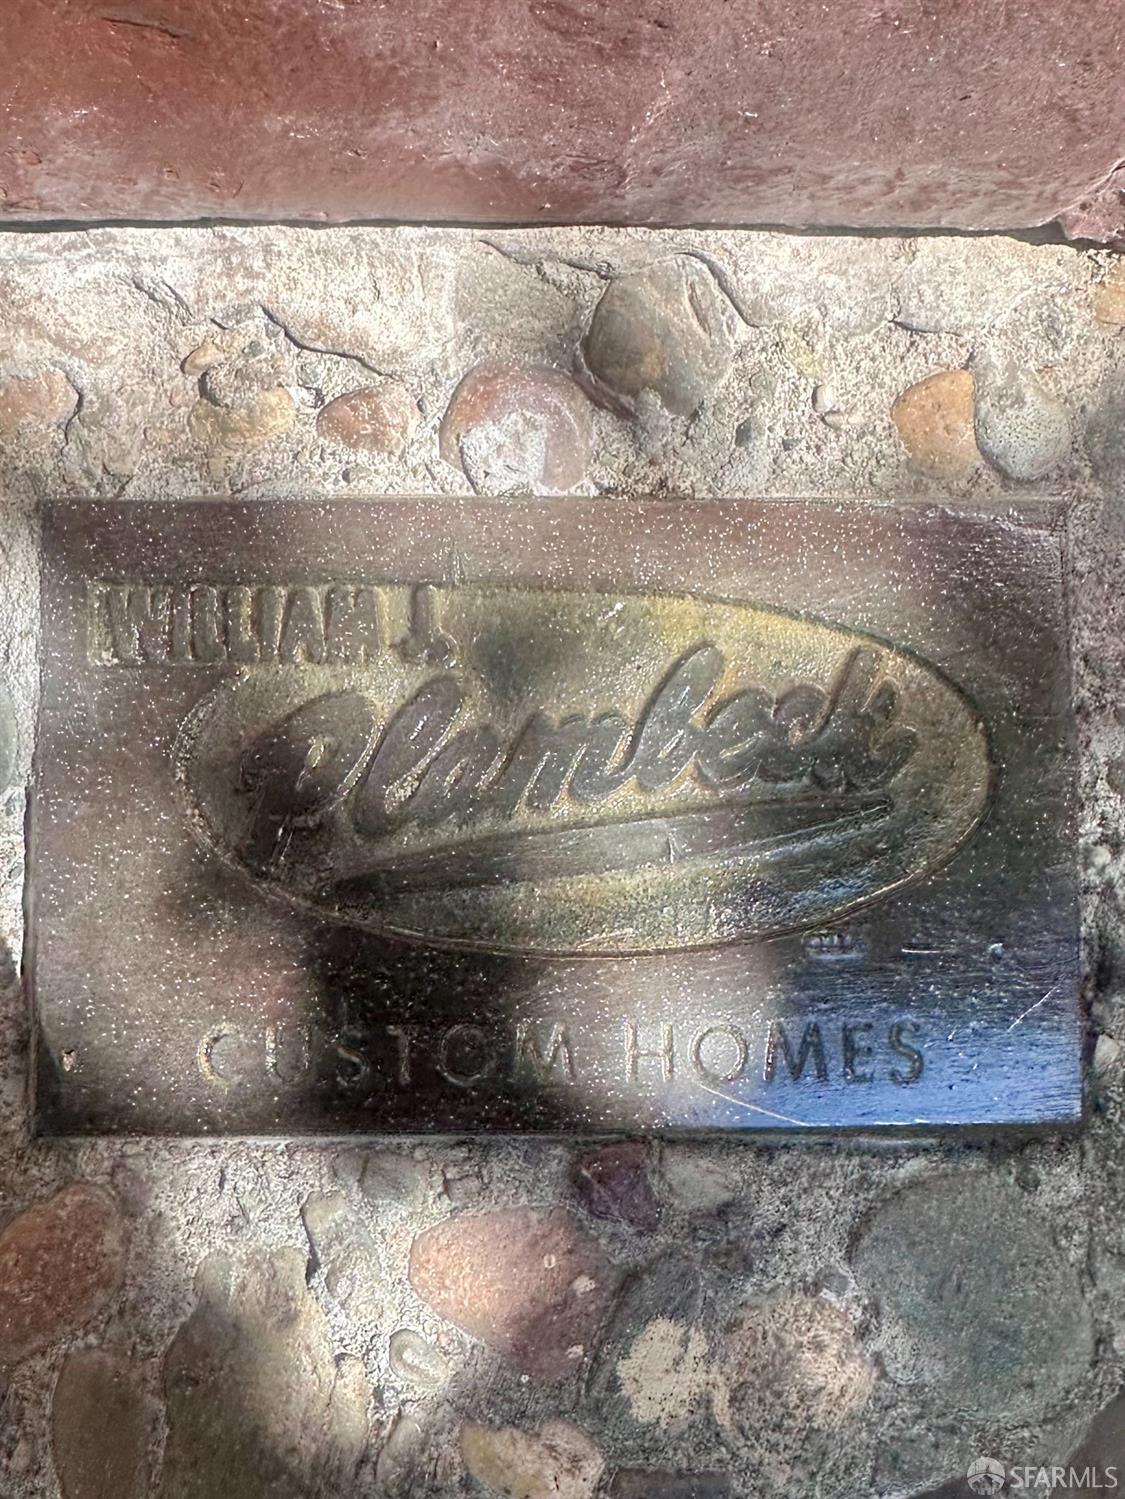 WILLIAM J.
Plambeck
CUSTOM HOMES
SFARMLS